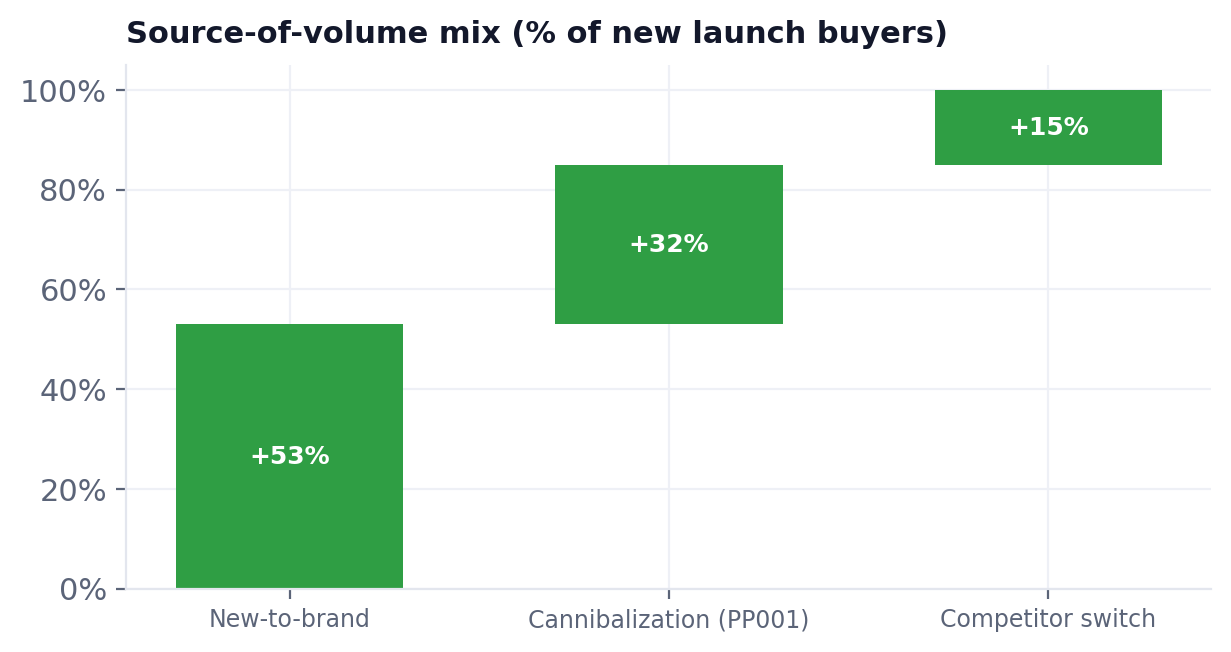 Source-of-volume mix (% of new launch buyers)
100%
80%
60%
40%
20%
0%
+53%
+32%
+15%
New-to-brand
Cannibalization (PP001)
Competitor switch